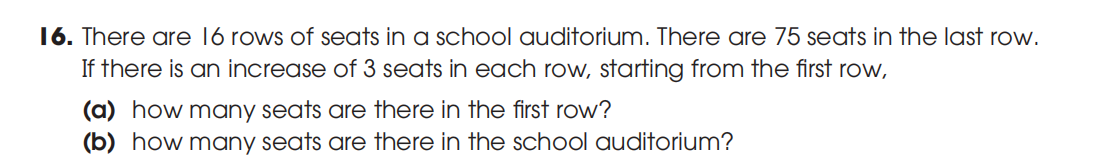 16. There are 16 rows of seats in a school auditorium. There are 75 seats in the last row.
If there is an increase of 3 seats in each row, starting from the first row,
(a) how many seats are there in the first row?
(b) how many seats are there in the school auditorium?